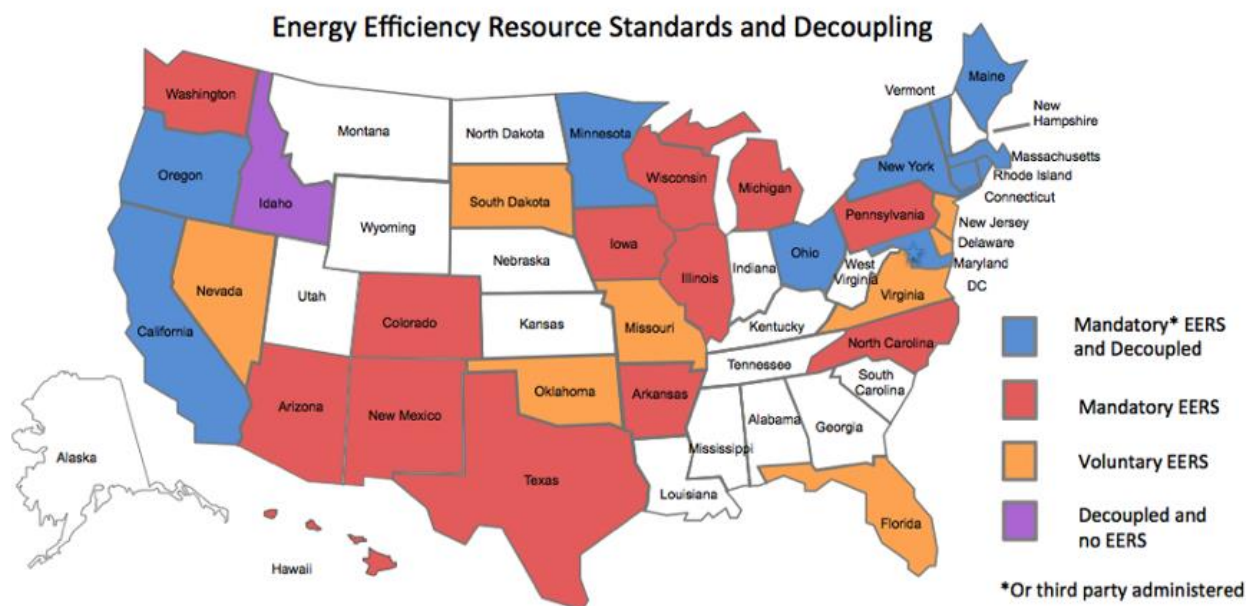 Energy Efficiency Resource Standards and Decoupling
Washington
Montana
North Dakota
Minnesota
Vermont
Maine
New
Hampshire
Oregon
Idaho
Wyoming
South Dakota
Wisconsin
Michigan
New York
Massachusetts
Rhode Island
Connecticut
Pennsylvania
New Jersey
Delaware
Maryland
DC
Nevada
Utah
Colorado
Nebraska
Iowa
Illinois
Indiana
Ohio
West
Virginia
Virginia
California
Kansas
Missouri
Kentucky
North Carolina
Tennessee
South
Carolina
Arizona
New Mexico
Oklahoma
Arkansas
Mississippi
Alabama
Georgia
Alaska
Texas
Louisiana
Florida
Hawaii
Mandatory* EERS
and Decoupled
Mandatory EERS
Voluntary EERS
Decoupled and
no EERS
*Or third party administered